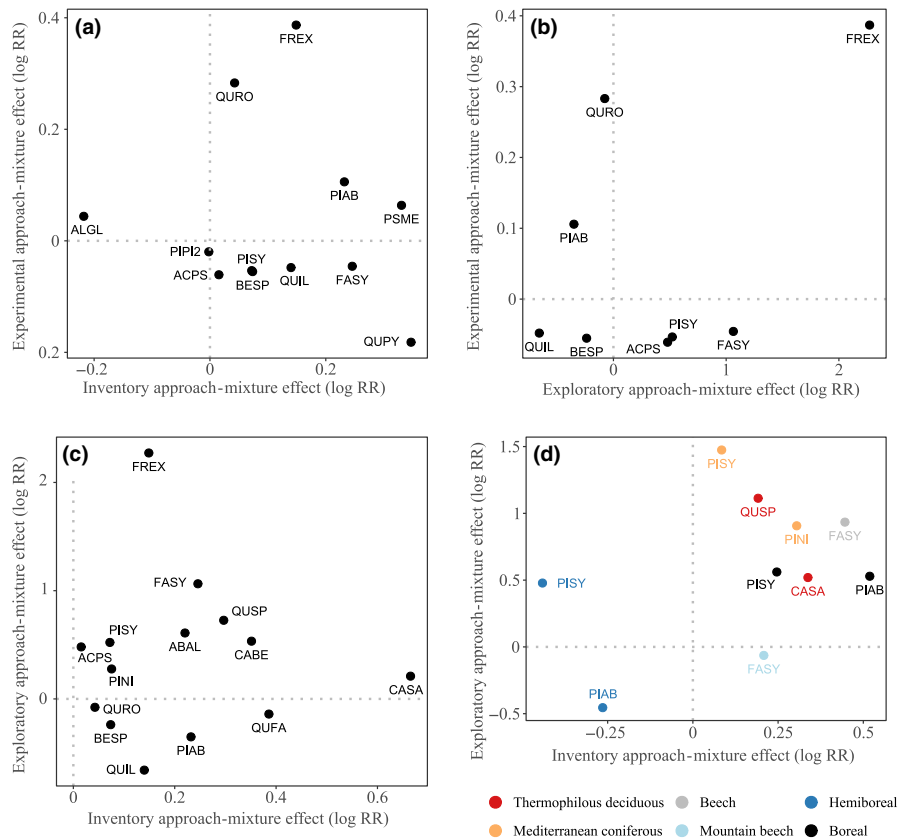 (a)
Experimental approach-mixture effect (log RR)
0.4
0.2
0
0.2
FREX
QURO
PIAB
PSME
ALGL
PIPI2
ACPS
PISY
BESP
QUIL
FASY
QUPY
−0.2
0
0.2
Inventory approach-mixture effect (log RR)
(b)
Experimental approach-mixture effect (log RR)
0.4
0.3
0.2
0.1
0
FREX
QURO
PIAB
QUIL
BESP
ACPS
PISY
FASY
0
1
2
Exploratory approach-mixture effect (log RR)
(c)
Exploratory approach-mixture effect (log RR)
2
1
0
FREX
FASY
QUSP
PISY
ACPS
ABAL
CABE
PINI
CASA
QURO
BESP
QUFA
PIAB
QUIL
0
0.2
0.4
0.6
Inventory approach-mixture effect (log RR)
(d)
Exploratory approach-mixture effect (log RR)
1.5
1
0.5
0
−0.5
PISY
QUSP
PINI
FASY
PISY
PISY
CASA
PIAB
FASY
PIAB
−0.25
0
0.25
0.5
Inventory approach-mixture effect (log RR)
Thermophilous deciduous
Beech
Hemiboreal
Mediterranean coniferous
Mountain beech
Boreal